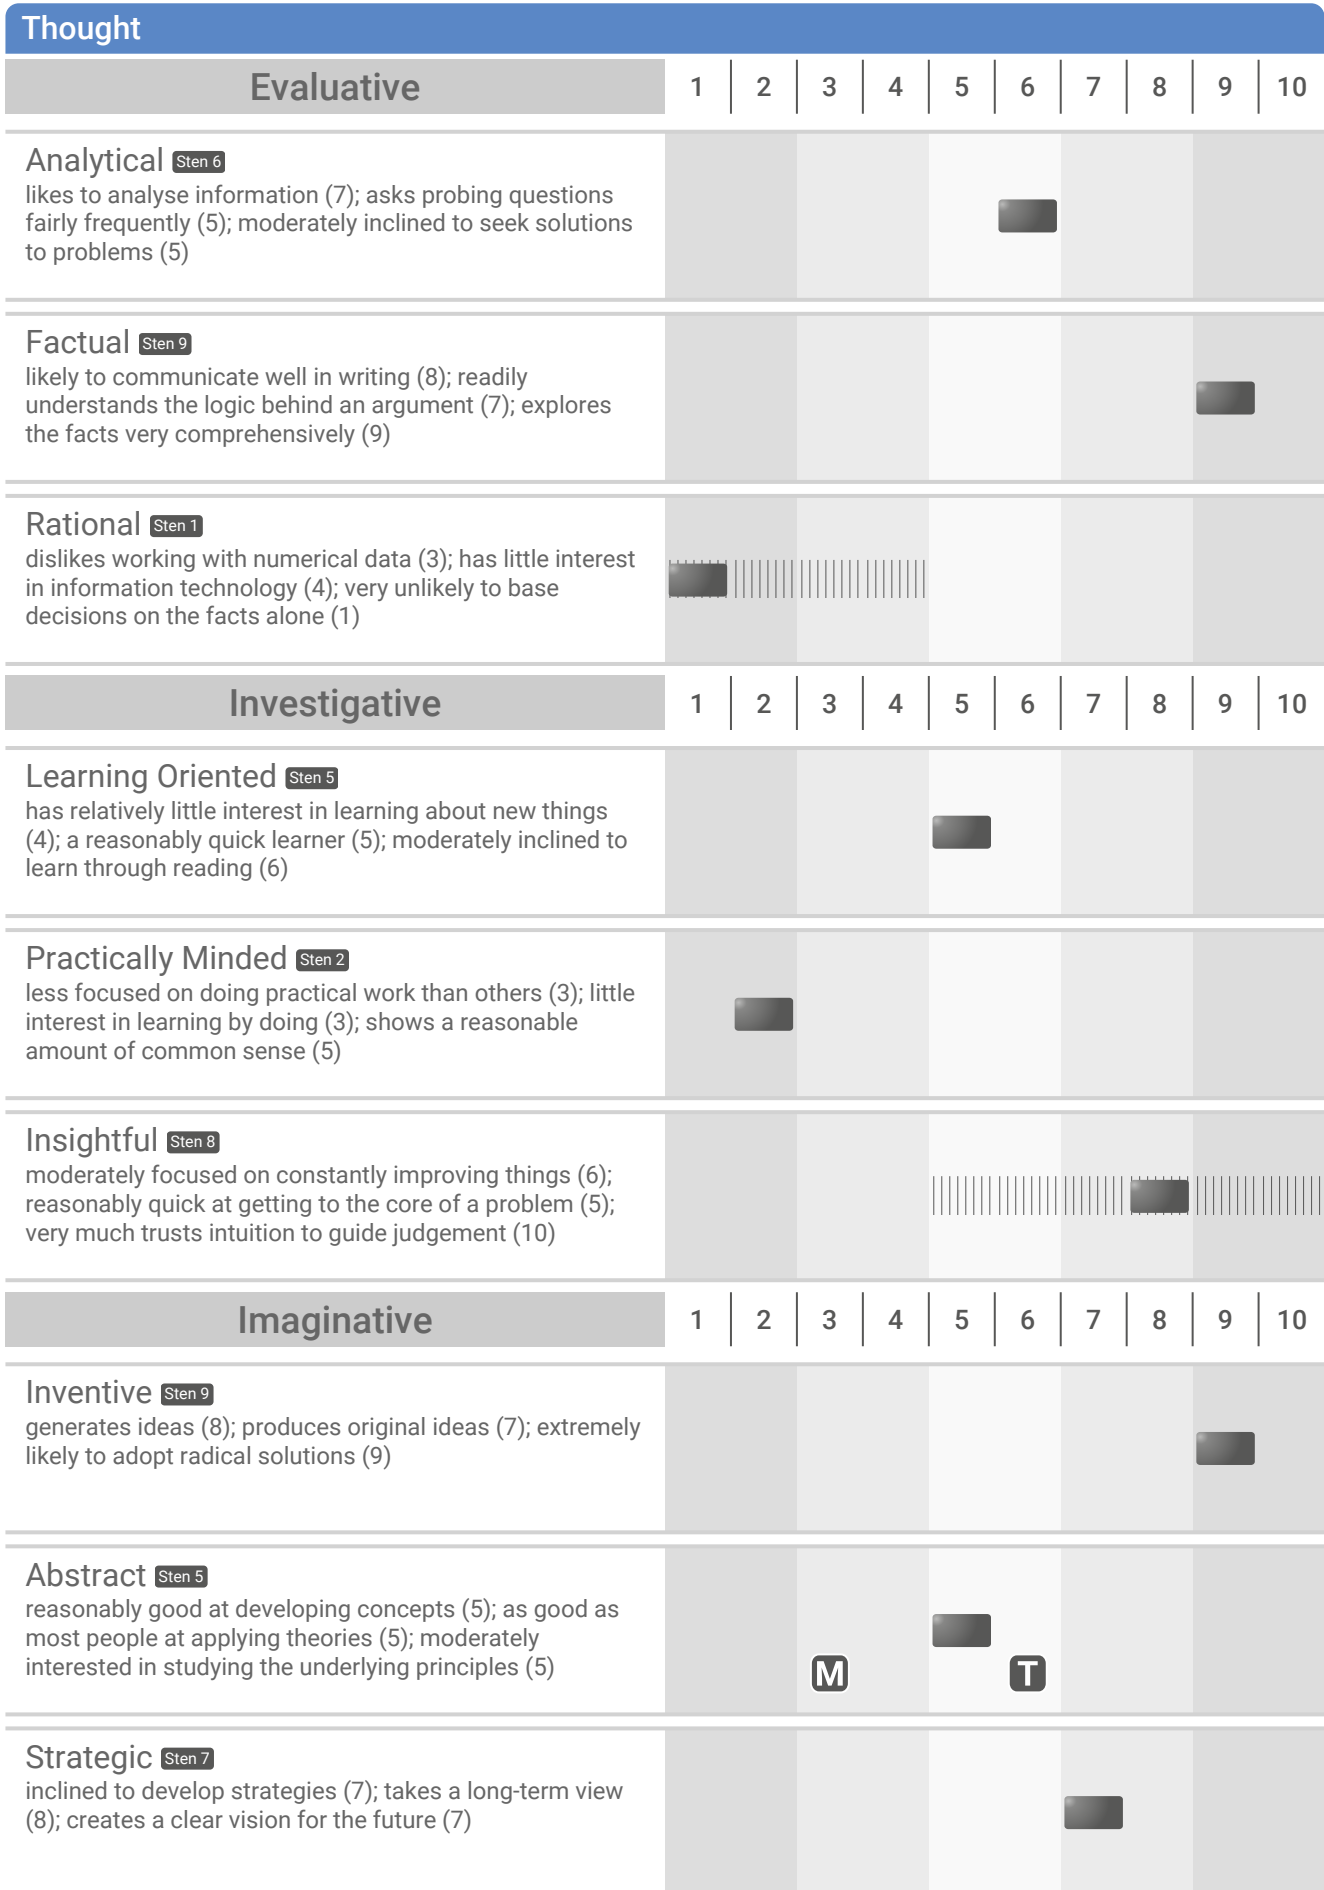 Thought
Evaluative 1 2 3 4 5 6 7 8 9 10
Analytical Sten 6
likes to analyse information (7); asks probing questions
fairly frequently (5); moderately inclined to seek solutions
to problems (5)
Factual Sten 9
likely to communicate well in writing (8); readily
understands the logic behind an argument (7); explores
the facts very comprehensively (9)
Rational Sten 1
dislikes working with numerical data (3); has little interest
in information technology (4); very unlikely to base
decisions on the facts alone (1)
Investigative 1 2 3 4 5 6 7 8 9 10
Learning Oriented Sten 5
has relatively little interest in learning about new things
(4); a reasonably quick learner (5); moderately inclined to
learn through reading (6)
Practically Minded Sten 2
less focused on doing practical work than others (3); little
interest in learning by doing (3); shows a reasonable
amount of common sense (5)
Insightful Sten 8
moderately focused on constantly improving things (6);
reasonably quick at getting to the core of a problem (5);
very much trusts intuition to guide judgement (10)
Imaginative 1 2 3 4 5 6 7 8 9 10
Inventive Sten 9
generates ideas (8); produces original ideas (7); extremely
likely to adopt radical solutions (9)
Abstract Sten 5
reasonably good at developing concepts (5); as good as
most people at applying theories (5); moderately
interested in studying the underlying principles (5)
M T
Strategic Sten 7
inclined to develop strategies (7); takes a long-term view
(8); creates a clear vision for the future (7)